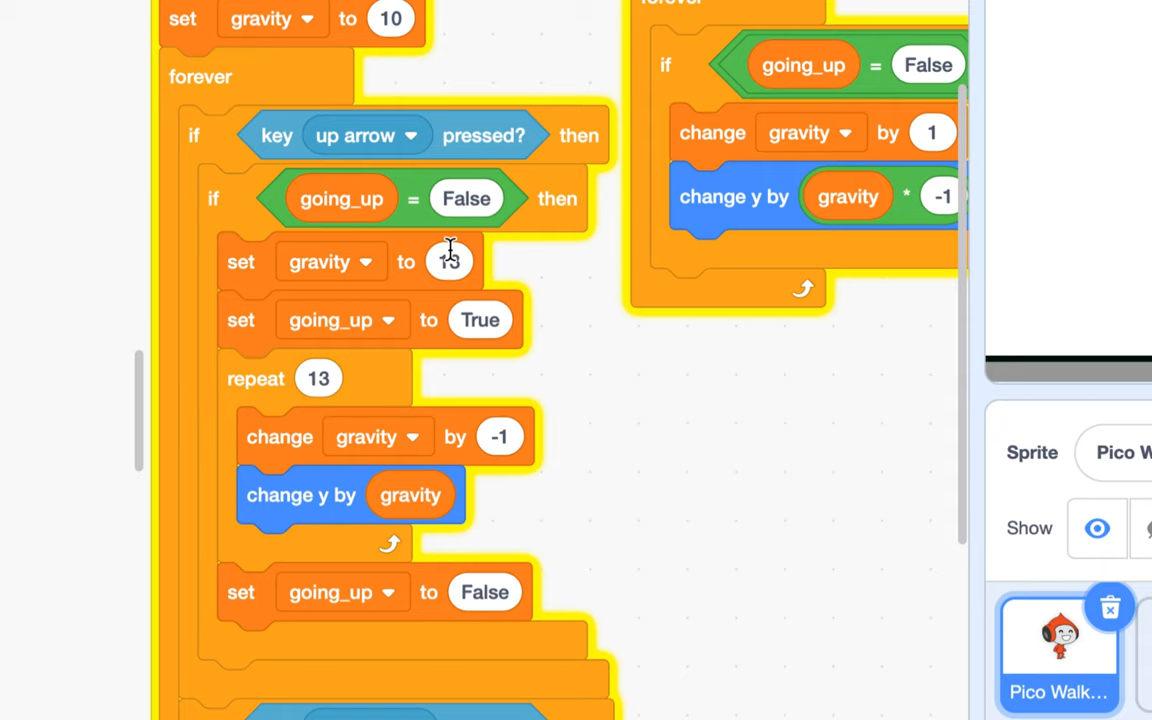 set gravity to 10
forever
if key up arrow pressed? then
if going_up = False then
set gravity to 13
set going_up to True
repeat 13
change gravity by -1
change y by gravity
set going_up to False
if going_up = False
change gravity by 1
change y by gravity * -1
Sprite Pico W
Show
Pico Walk...